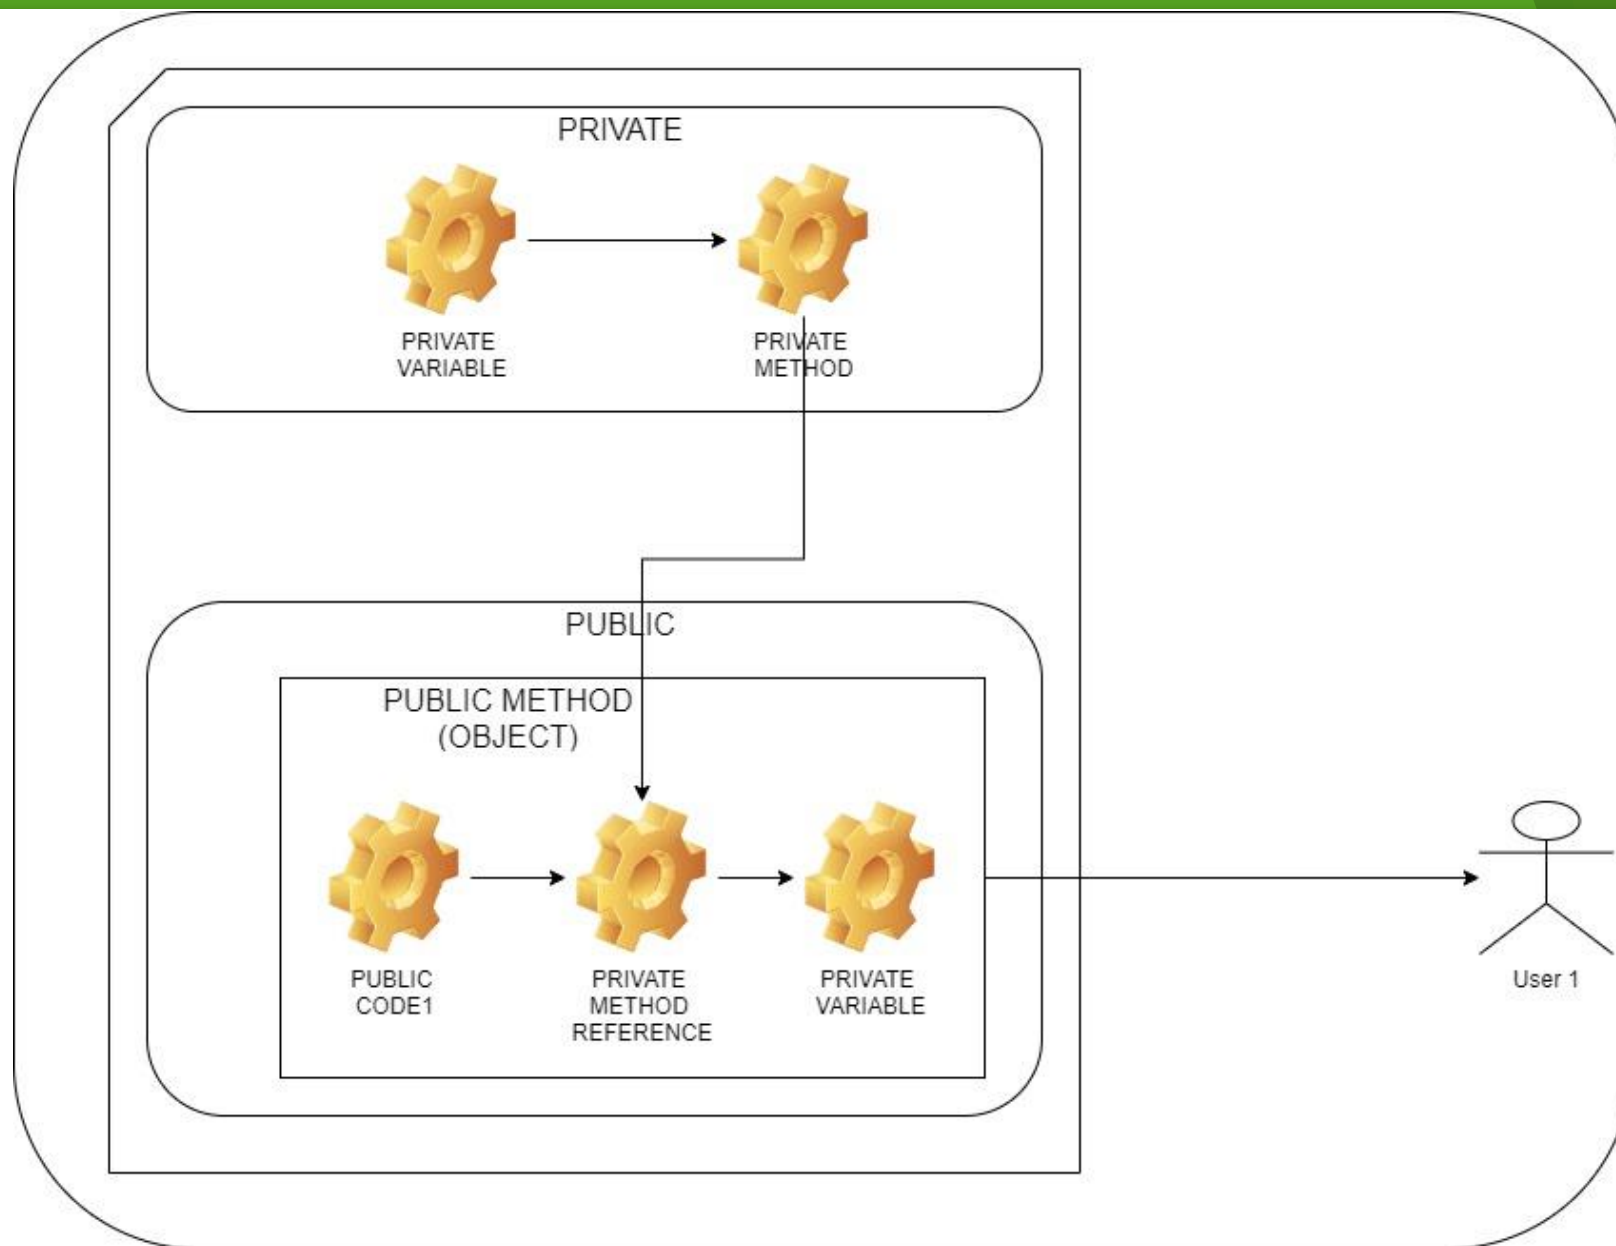 PRIVATE
PRIVATE
VARIABLE
PRIVATE
METHOD
PUBLIC
PUBLIC METHOD
(OBJECT)
PUBLIC
CODE1
PRIVATE
METHOD
REFERENCE
PRIVATE
VARIABLE
User 1